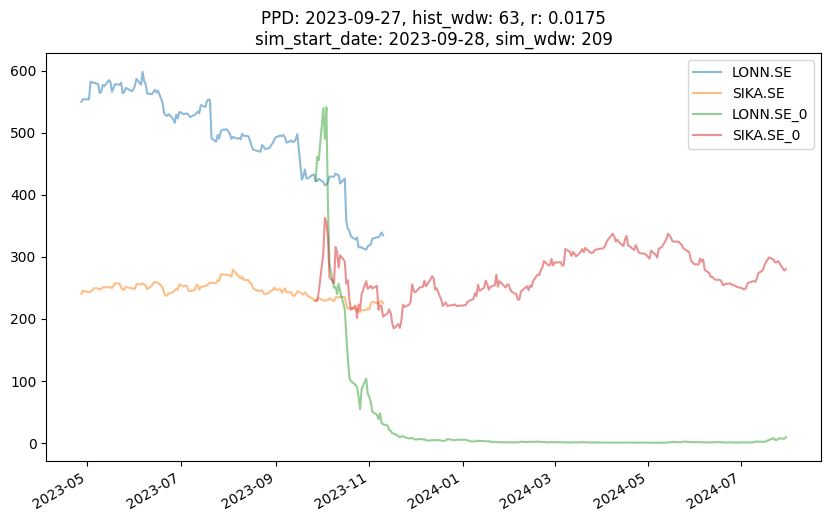 PPD: 2023-09-27, hist_wdw: 63, r: 0.0175
sim_start_date: 2023-09-28, sim_wdw: 209
LONN.SE
SIKA.SE
LONN.SE_0
SIKA.SE_0
600
500
400
300
200
100
0
2023-05
2023-07
2023-09
2023-11
2024-01
2024-03
2024-05
2024-07